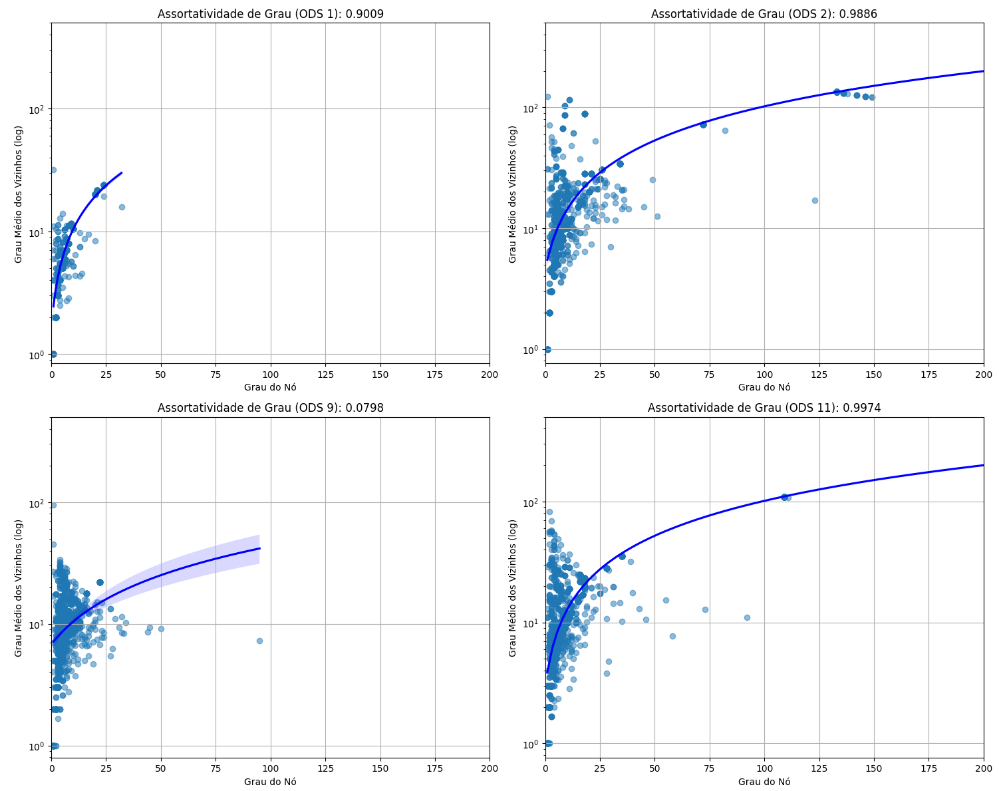 Assortatividade de Grau (ODS 1): 0.9009
Grau Médio dos Vizinhos (log)
10²
10¹
10⁰
0 25 50 75 100 125 150 175 200
Grau do Nó
Assortatividade de Grau (ODS 2): 0.9886
Grau Médio dos Vizinhos (log)
10²
10¹
10⁰
0 25 50 75 100 125 150 175 200
Grau do Nó
Assortatividade de Grau (ODS 9): 0.0798
Grau Médio dos Vizinhos (log)
10²
10¹
10⁰
0 25 50 75 100 125 150 175 200
Grau do Nó
Assortatividade de Grau (ODS 11): 0.9974
Grau Médio dos Vizinhos (log)
10²
10¹
10⁰
0 25 50 75 100 125 150 175 200
Grau do Nó